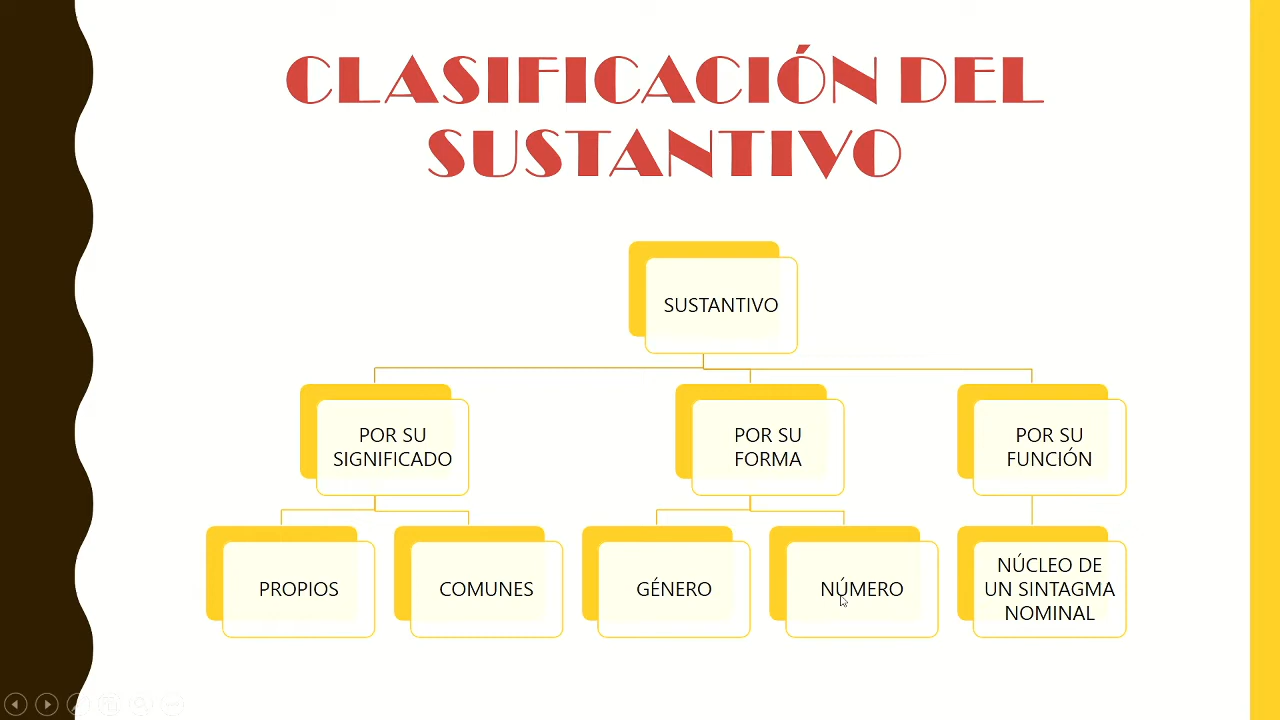 CLASIFICACIÓN DEL
SUSTANTIVO
SUSTANTIVO
POR SU
SIGNIFICADO
POR SU
FORMA
POR SU
FUNCIÓN
PROPIOS
COMUNES
GÉNERO
NÚMERO
NÚCLEO DE
UN SINTAGMA
NOMINAL